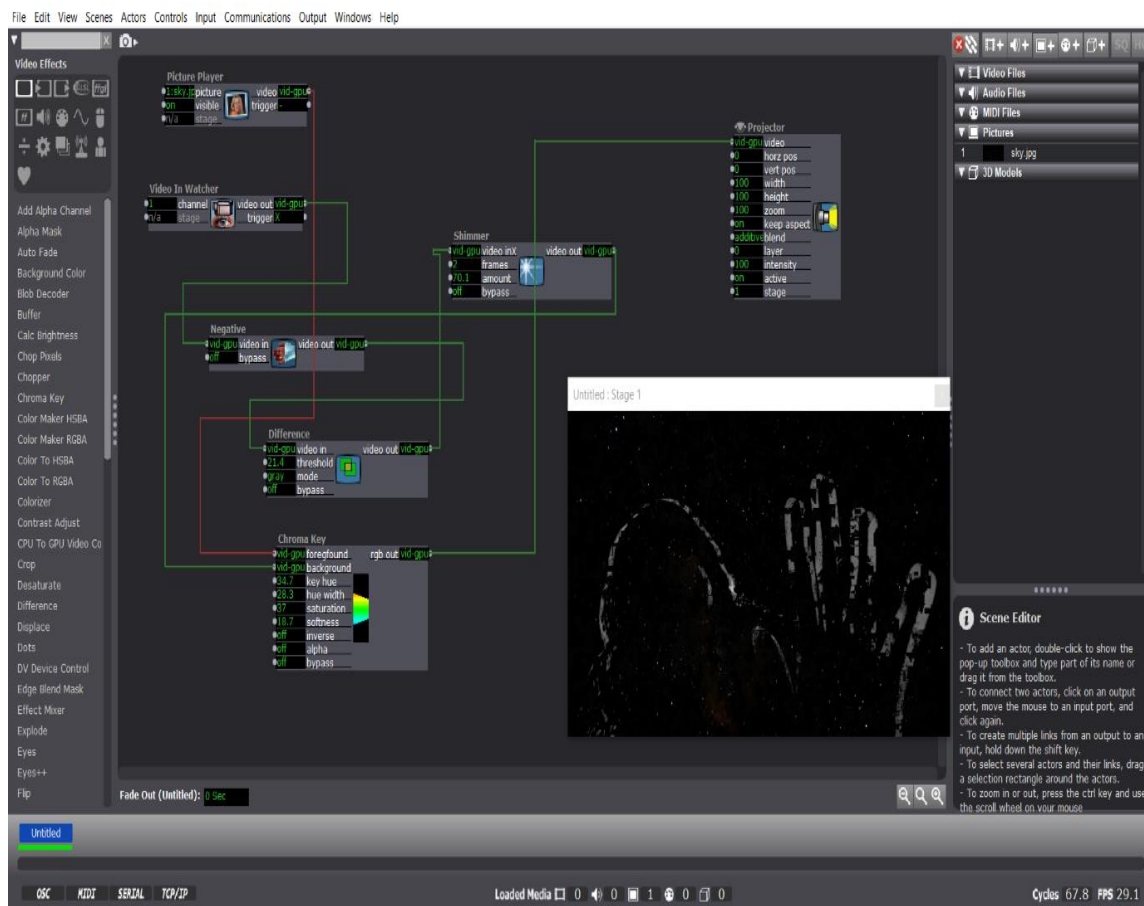 File Edit View Scenes Actors Controls Input Communications Output Windows Help
Video Effects
Add Alpha Channel
Alpha Mask
Auto Fade
Background Color
Blob Decoder
Buffer
Calc Brightness
Chop Pixels
Chopper
Chroma Key
Color Maker HSBA
Color Maker RGBA
Color To HSBA
Color To RGBA
Colorizer
Contrast Adjust
CPU To GPU Video Co
Crop
Desaturate
Difference
Displace
Dots
DV Device Control
Edge Blend Mask
Effect Mixer
Explode
Eyes
Eyes++
Flip
Picture Player
1:sky.jp picture video vid-gpu
on visible trigger -
n/a stage
Video In Watcher
1 channel video out vid-gpu
n/a stage trigger X
Shimmer
vid-gpu video inX video out vid-gpu
2 frames
70.1 amount
off bypass
Negative
vid-gpu video in video out vid-gpu
off bypass
Difference
vid-gpu video in video out vid-gpu
21.4 threshold
gray mode
off bypass
Chroma Key
vid-gpu foregfound rgb out vid-gpu
vid-gpu background
34.7 key hue
28.3 hue width
37 saturation
18.7 softness
off inverse
off alpha
off bypass
Projector
vid-gpu video
0 horz pos
0 vert pos
100 width
100 height
100 zoom
on keep aspect
additive blend
0 layer
100 intensity
on active
1 stage
Untitled : Stage 1
Video Files
Audio Files
MIDI Files
Pictures
1 sky.jpg
3D Models
Scene Editor
- To add an actor, double-click to show the
pop-up toolbox and type part of its name or
drag it from the toolbox.
- To connect two actors, click on an output
port, move the mouse to an input port, and
click again.
- To create multiple links from an output to an
input, hold down the shift key.
- To select several actors and their links, drag
a selection rectangle around the actors.
- To zoom in or out, press the ctrl key and use
the scroll wheel on your mouse
Fade Out (Untitled): 0 Sec
Untitled
OSC MIDI SERIAL TCP/IP
Loaded Media 0 0 1 0 0
Cycles 67.8 FPS 29.1